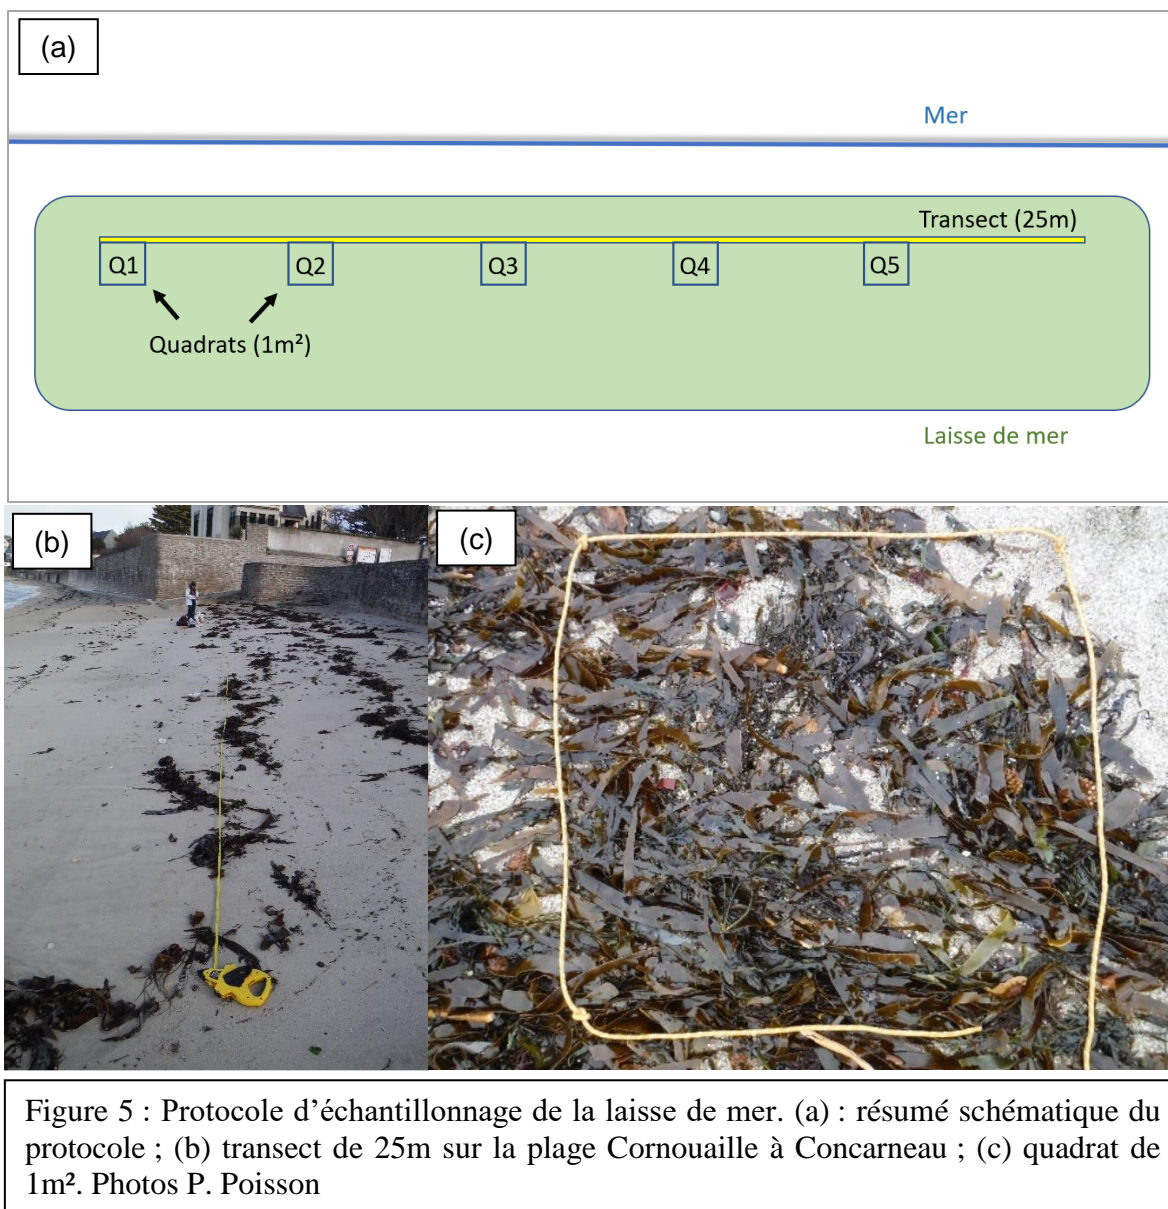 (a)
Mer
Transect (25m)
Q1 Q2 Q3 Q4 Q5
Quadrats (1m²)
Laisse de mer
(b)
(c)
Figure 5 : Protocole d’échantillonnage de la laisse de mer. (a) : résumé schématique du
protocole ; (b) transect de 25m sur la plage Cornouaille à Concarneau ; (c) quadrat de
1m². Photos P. Poisson